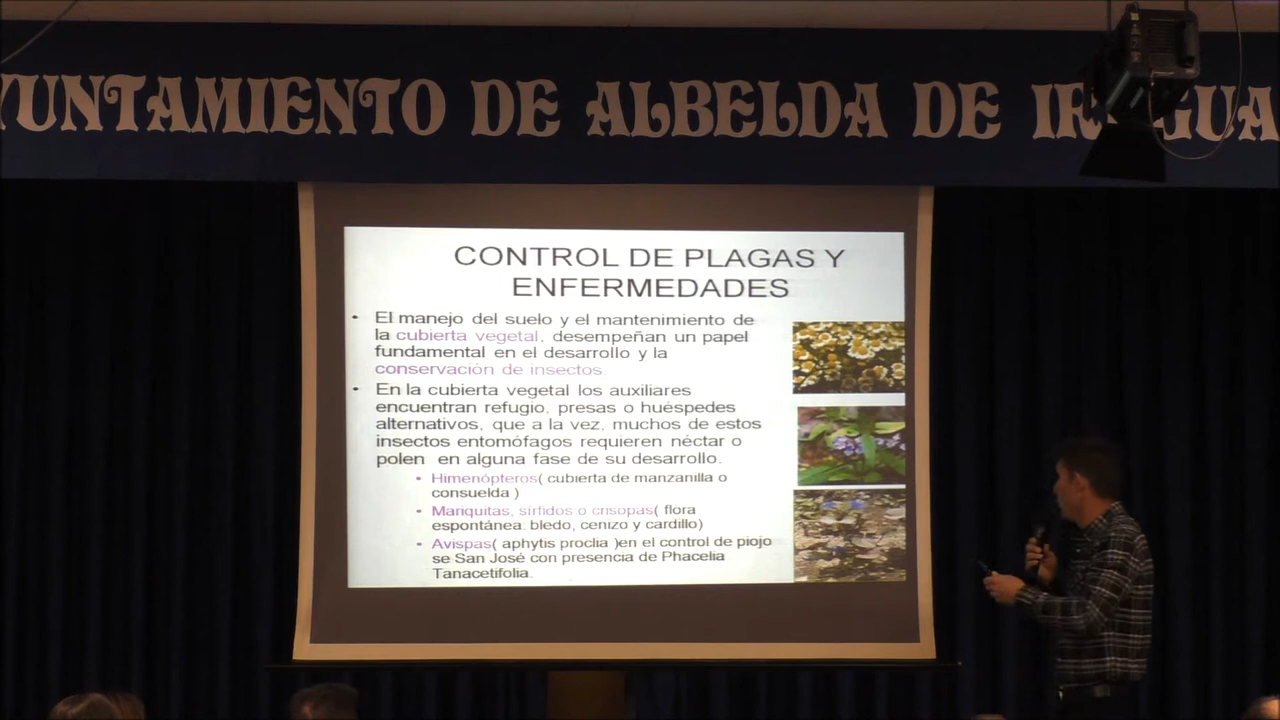 YUNTAMIENTO DE ALBELDA DE IR GUA
CONTROL DE PLAGAS Y
ENFERMEDADES
• El manejo del suelo y el mantenimiento de
la cubierta vegetal, desempeñan un papel
fundamental en el desarrollo y la
conservación de insectos.
• En la cubierta vegetal los auxiliares
encuentran refugio, presas o huéspedes
alternativos, que a la vez, muchos de estos
insectos entomófagos requieren néctar o
polen en alguna fase de su desarrollo.
• Himenópteros( cubierta de manzanilla o
consuelda )
• Mariquitas, sírfidos o crisopas( flora
espontánea: bledo, cenizo y cardillo)
• Avispas( aphytis proclia )en el control de piojo
se San José con presencia de Phacelia
Tanacetifolia.